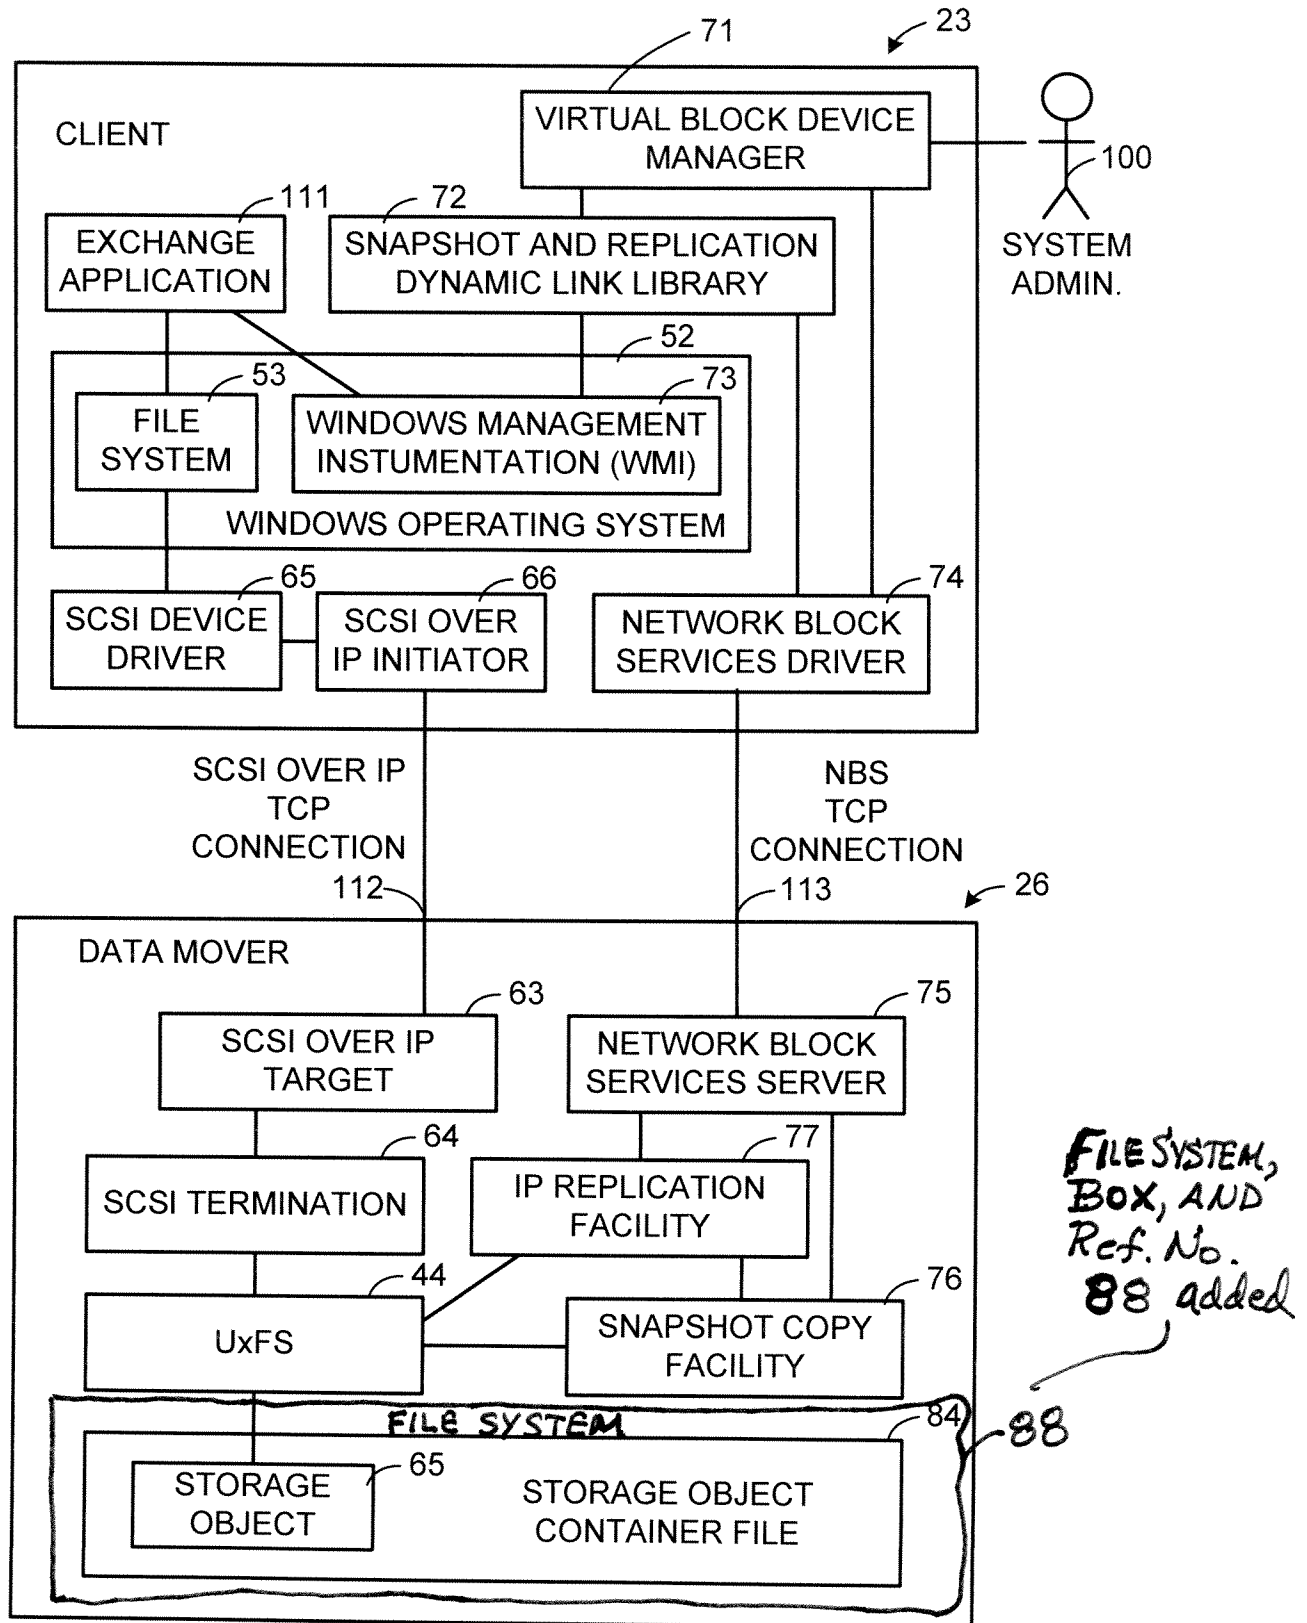 71
23
CLIENT
VIRTUAL BLOCK DEVICE
MANAGER
100
SYSTEM
ADMIN.
111
EXCHANGE
APPLICATION
72
SNAPSHOT AND REPLICATION
DYNAMIC LINK LIBRARY
52
53
FILE
SYSTEM
73
WINDOWS MANAGEMENT
INSTUMENTATION (WMI)
WINDOWS OPERATING SYSTEM
65
SCSI DEVICE
DRIVER
66
SCSI OVER
IP INITIATOR
74
NETWORK BLOCK
SERVICES DRIVER
SCSI OVER IP
TCP
CONNECTION
NBS
TCP
CONNECTION
112
113
26
DATA MOVER
63
SCSI OVER IP
TARGET
75
NETWORK BLOCK
SERVICES SERVER
64
SCSI TERMINATION
77
IP REPLICATION
FACILITY
44
UxFS
76
SNAPSHOT COPY
FACILITY
FILE SYSTEM,
BOX, AND
Ref. No.
88 added
FILE SYSTEM
84
88
65
STORAGE
OBJECT
STORAGE OBJECT
CONTAINER FILE